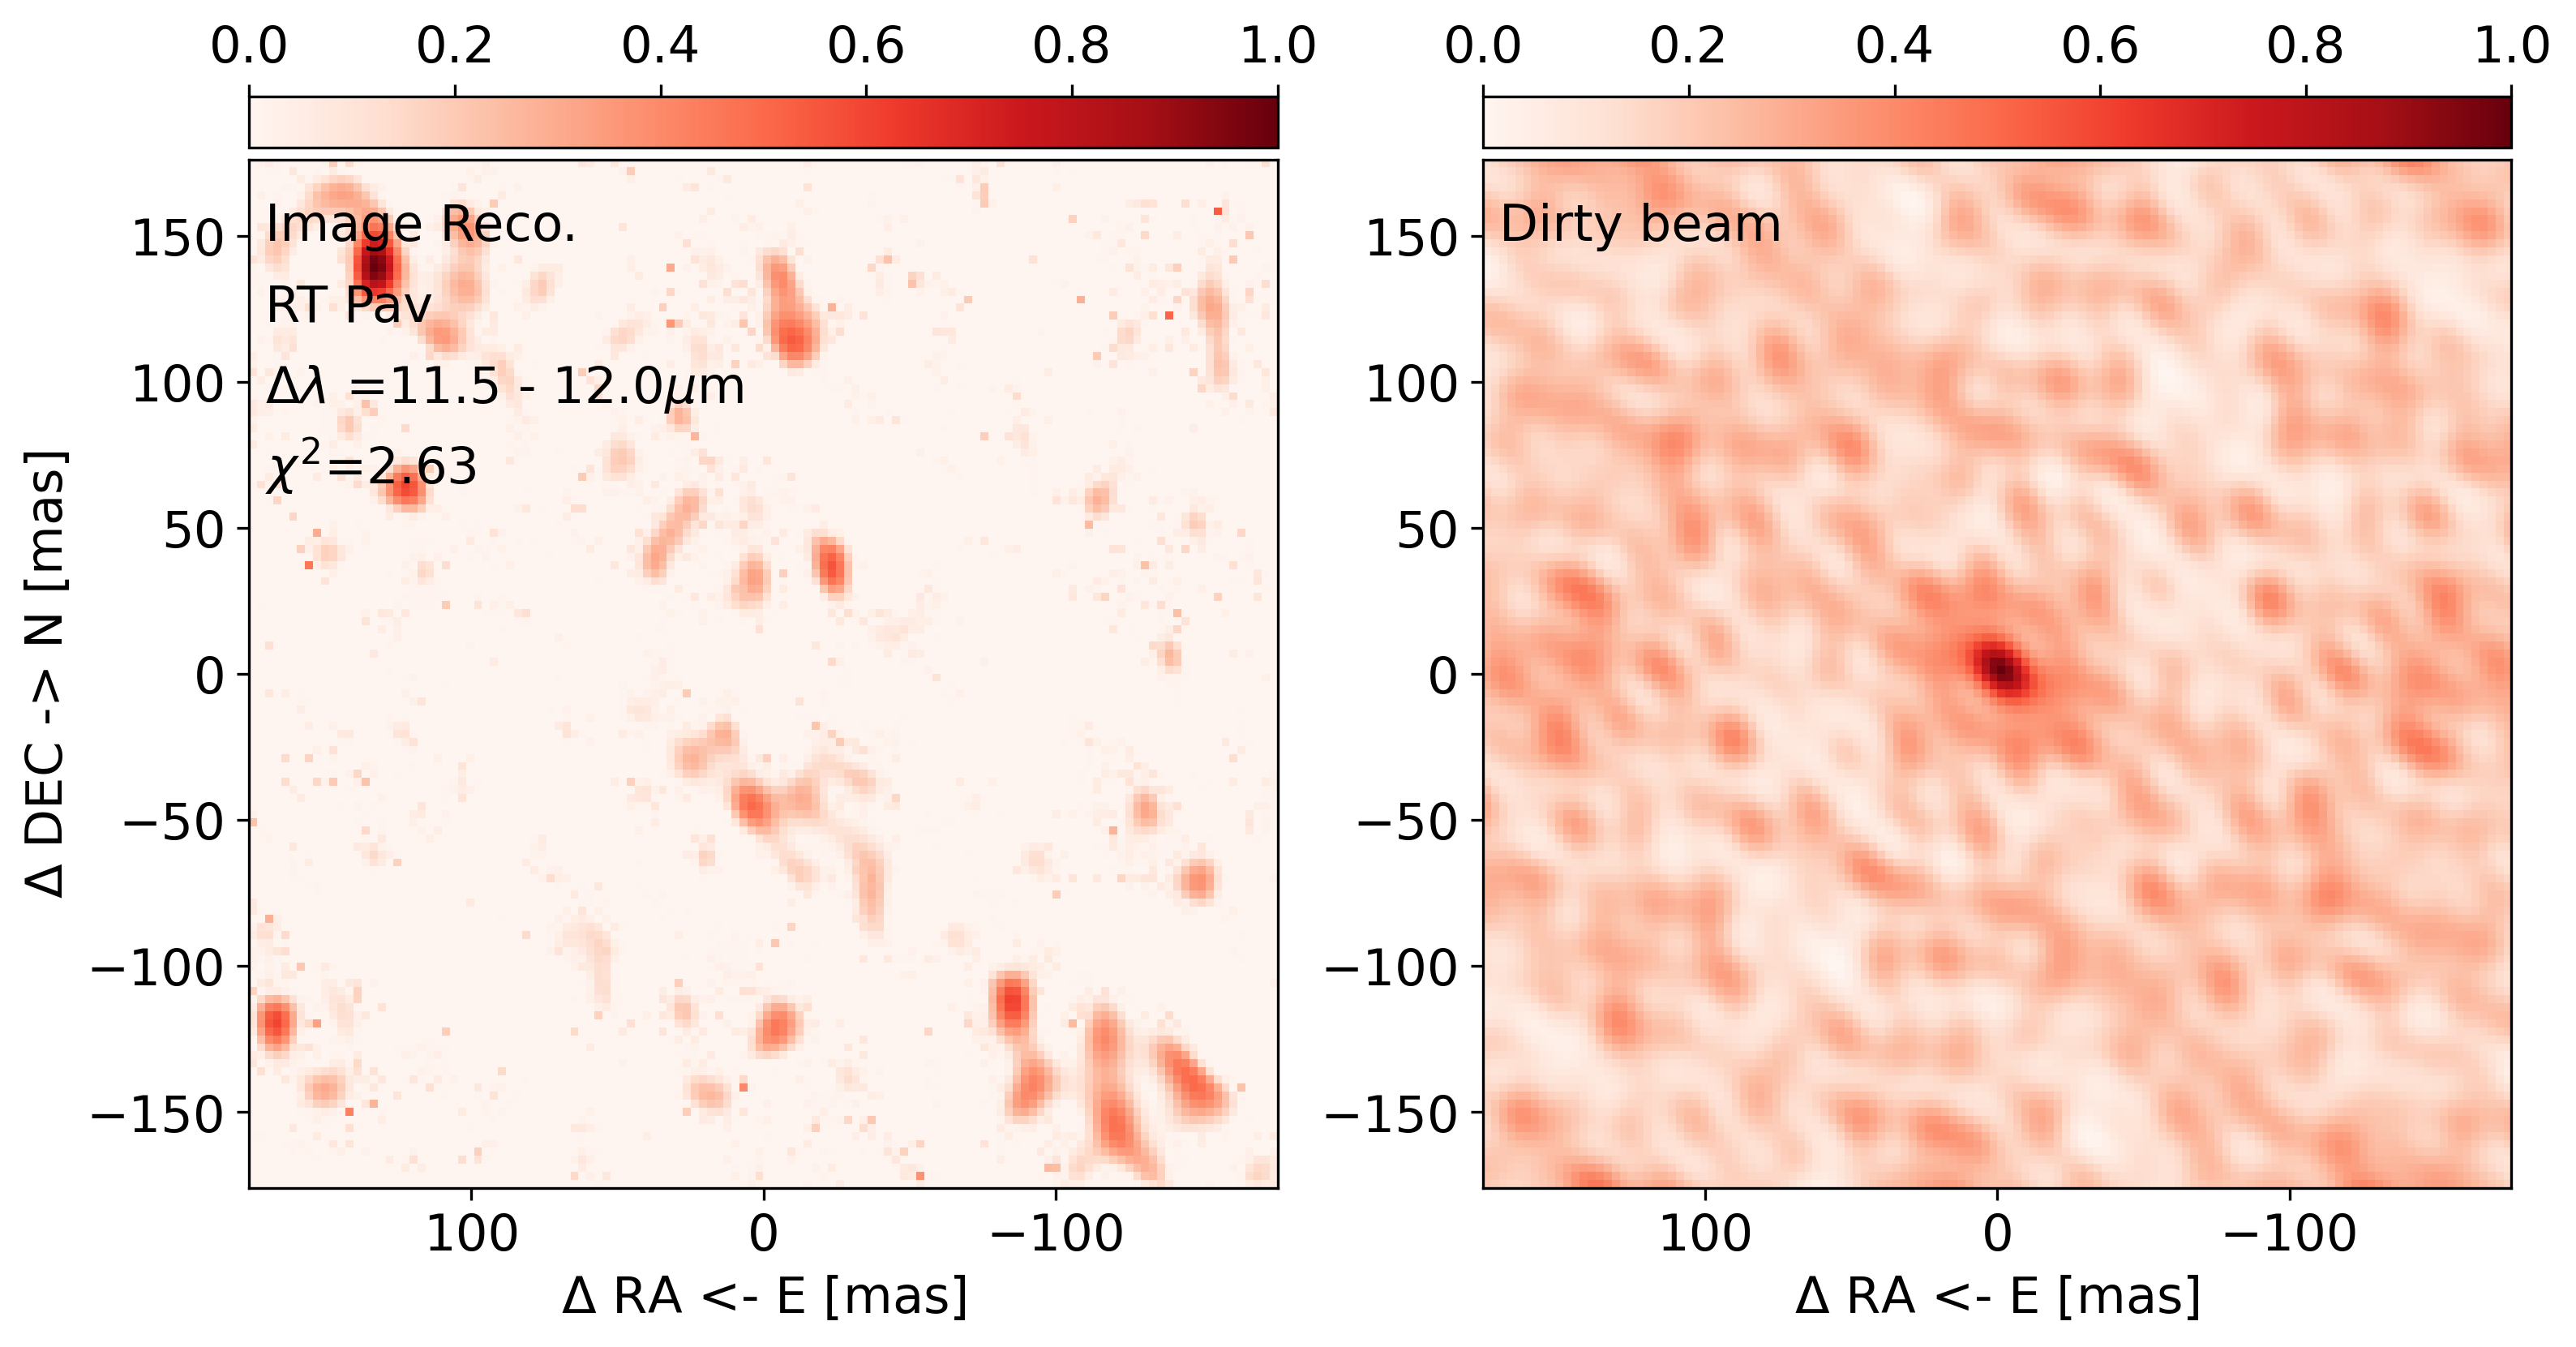 0.0 0.2 0.4 0.6 0.8 1.0
0.0 0.2 0.4 0.6 0.8 1.0
Image Reco.
RT Pav
Δλ =11.5 - 12.0μm
χ²=2.63
150
100
50
0
−50
−100
−150
Δ DEC -> N [mas]
100 0 −100
Δ RA <- E [mas]
Dirty beam
150
100
50
0
−50
−100
−150
100 0 −100
Δ RA <- E [mas]